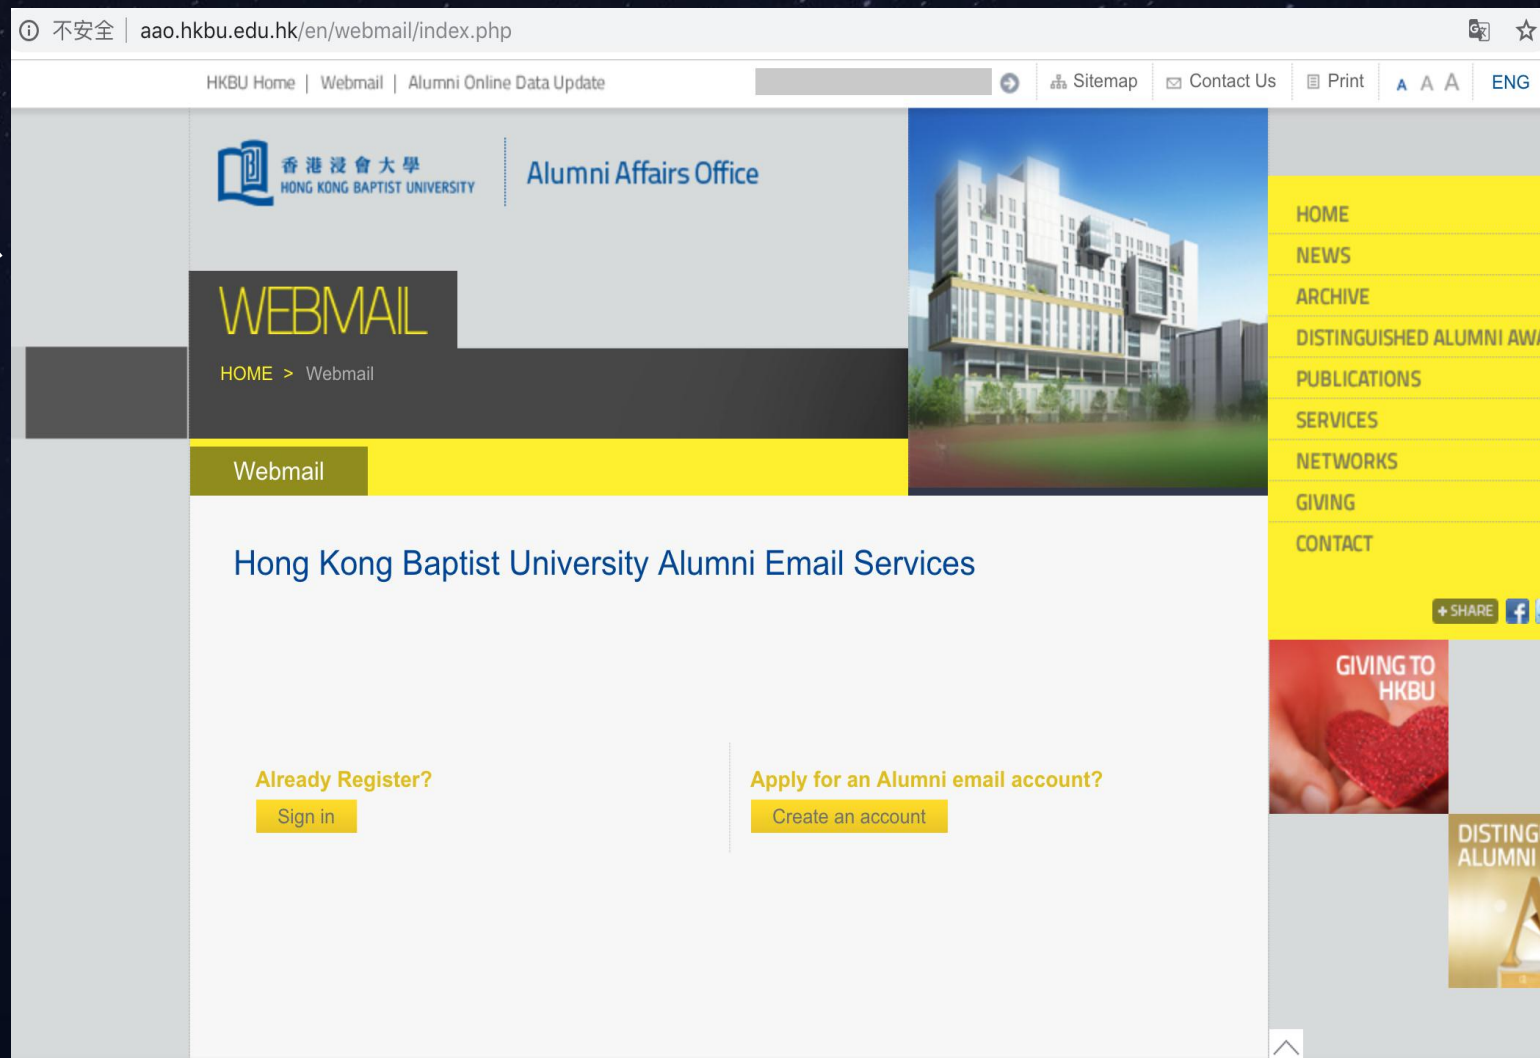 不安全 | aao.hkbu.edu.hk/en/webmail/index.php
HKBU Home | Webmail | Alumni Online Data Update
Sitemap
Contact Us
Print
A A A
ENG
香港浸會大學
HONG KONG BAPTIST UNIVERSITY
Alumni Affairs Office
WEBMAIL
HOME > Webmail
Webmail
HOME
NEWS
ARCHIVE
DISTINGUISHED ALUMNI
PUBLICATIONS
SERVICES
NETWORKS
GIVING
CONTACT
+ SHARE
Hong Kong Baptist University Alumni Email Services
Already Register?
Sign in
Apply for an Alumni email account?
Create an account
GIVING TO
HKBU
ALUMNI